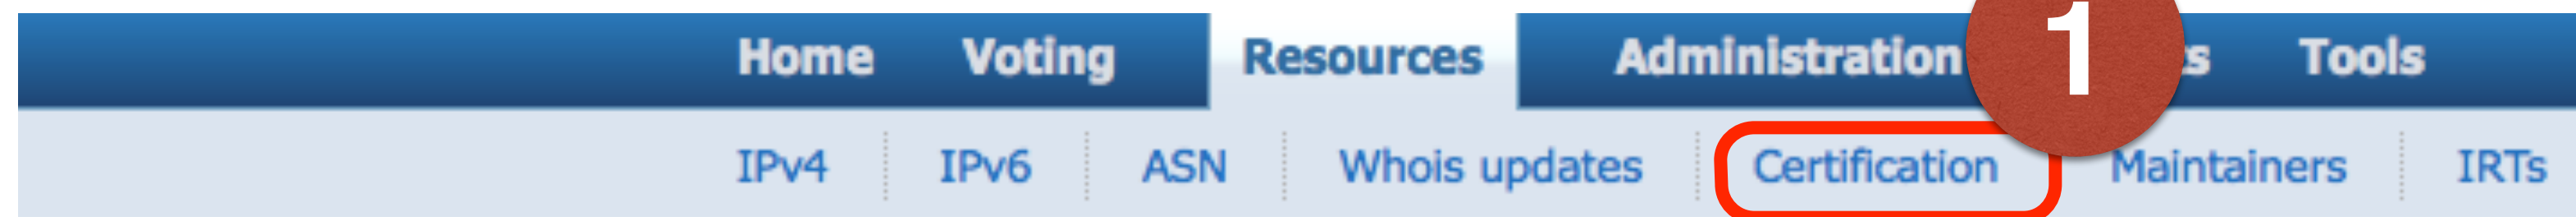 Home Voting Resources Administration 1 Tools
IPv4 IPv6 ASN Whois updates Certification Maintainers IRTs